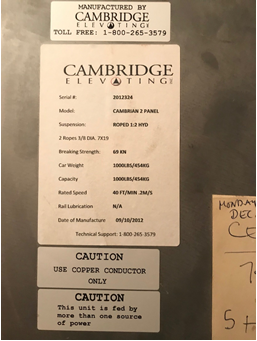 MANUFACTURED BY
CAMBRIDGE
ELEVATING
TOLL FREE: 1-800-265-3579
CAMBRIDGE
ELEVATING INC
Serial #: 2012324
Model: CAMBRIAN 2 PANEL
Suspension: ROPED 1:2 HYD
2 Ropes 3/8 DIA. 7X19
Breaking Strength: 69 KN
Car Weight 1000LBS/454KG
Capacity 1000LBS/454KG
Rated Speed 40 FT/MIN .2M/S
Rail Lubrication N/A
Date of Manufacture 09/10/2012
Technical Support: 1-800-265-3579
CAUTION
USE COPPER CONDUCTOR
ONLY
CAUTION
This unit is fed by
more than one source
of power
MONDAY
DEC
CE
5